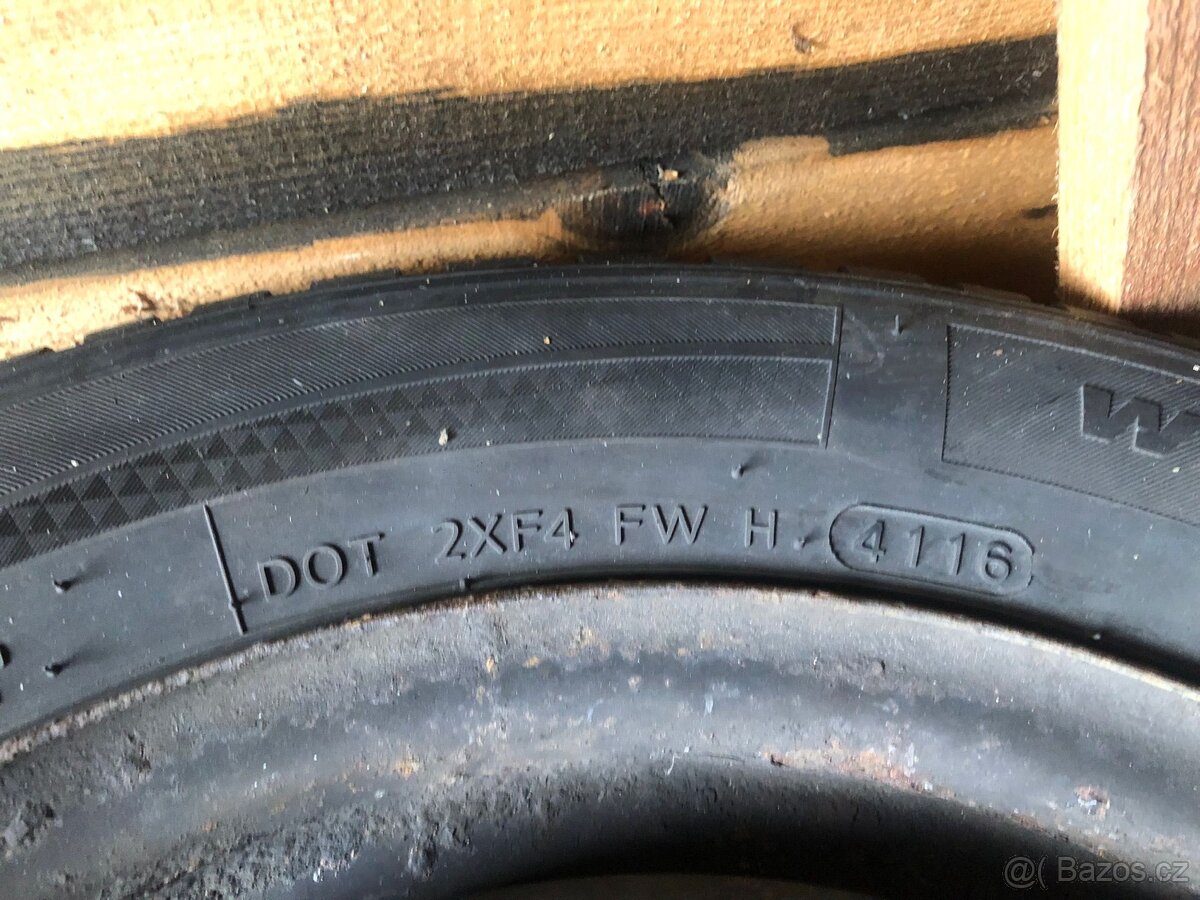 W
DOT 2XF4 FW H 4116
@( Bazos.cz